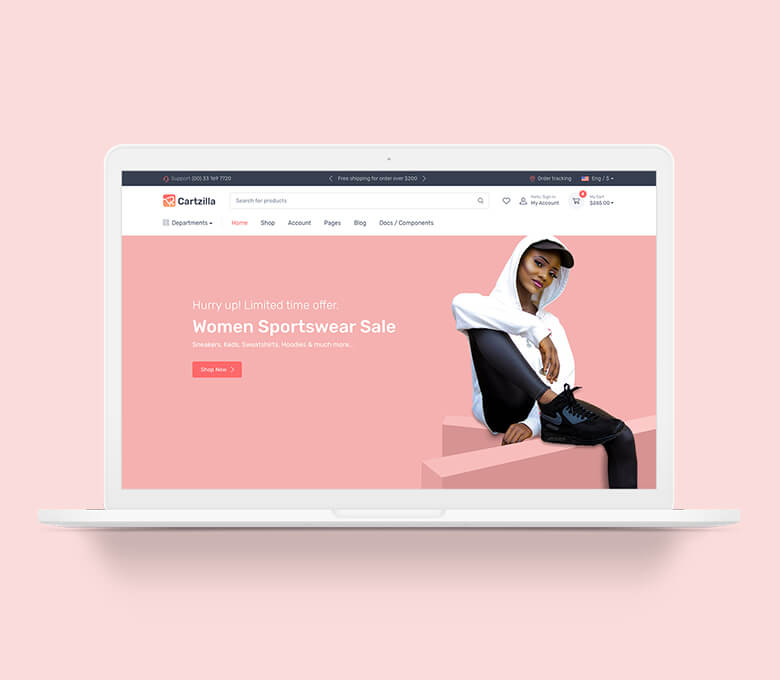 Support (00) 33 169 7720
Free shipping for order over $200
Order tracking
Eng / $
Cartzilla
Search for products
Hello, Sign in
My Account
4
My Cart
$265.00
Departments
Home
Shop
Account
Pages
Blog
Docs / Components
Hurry up! Limited time offer.
Women Sportswear Sale
Sneakers, Keds, Sweatshirts, Hoodies & much more...
Shop Now